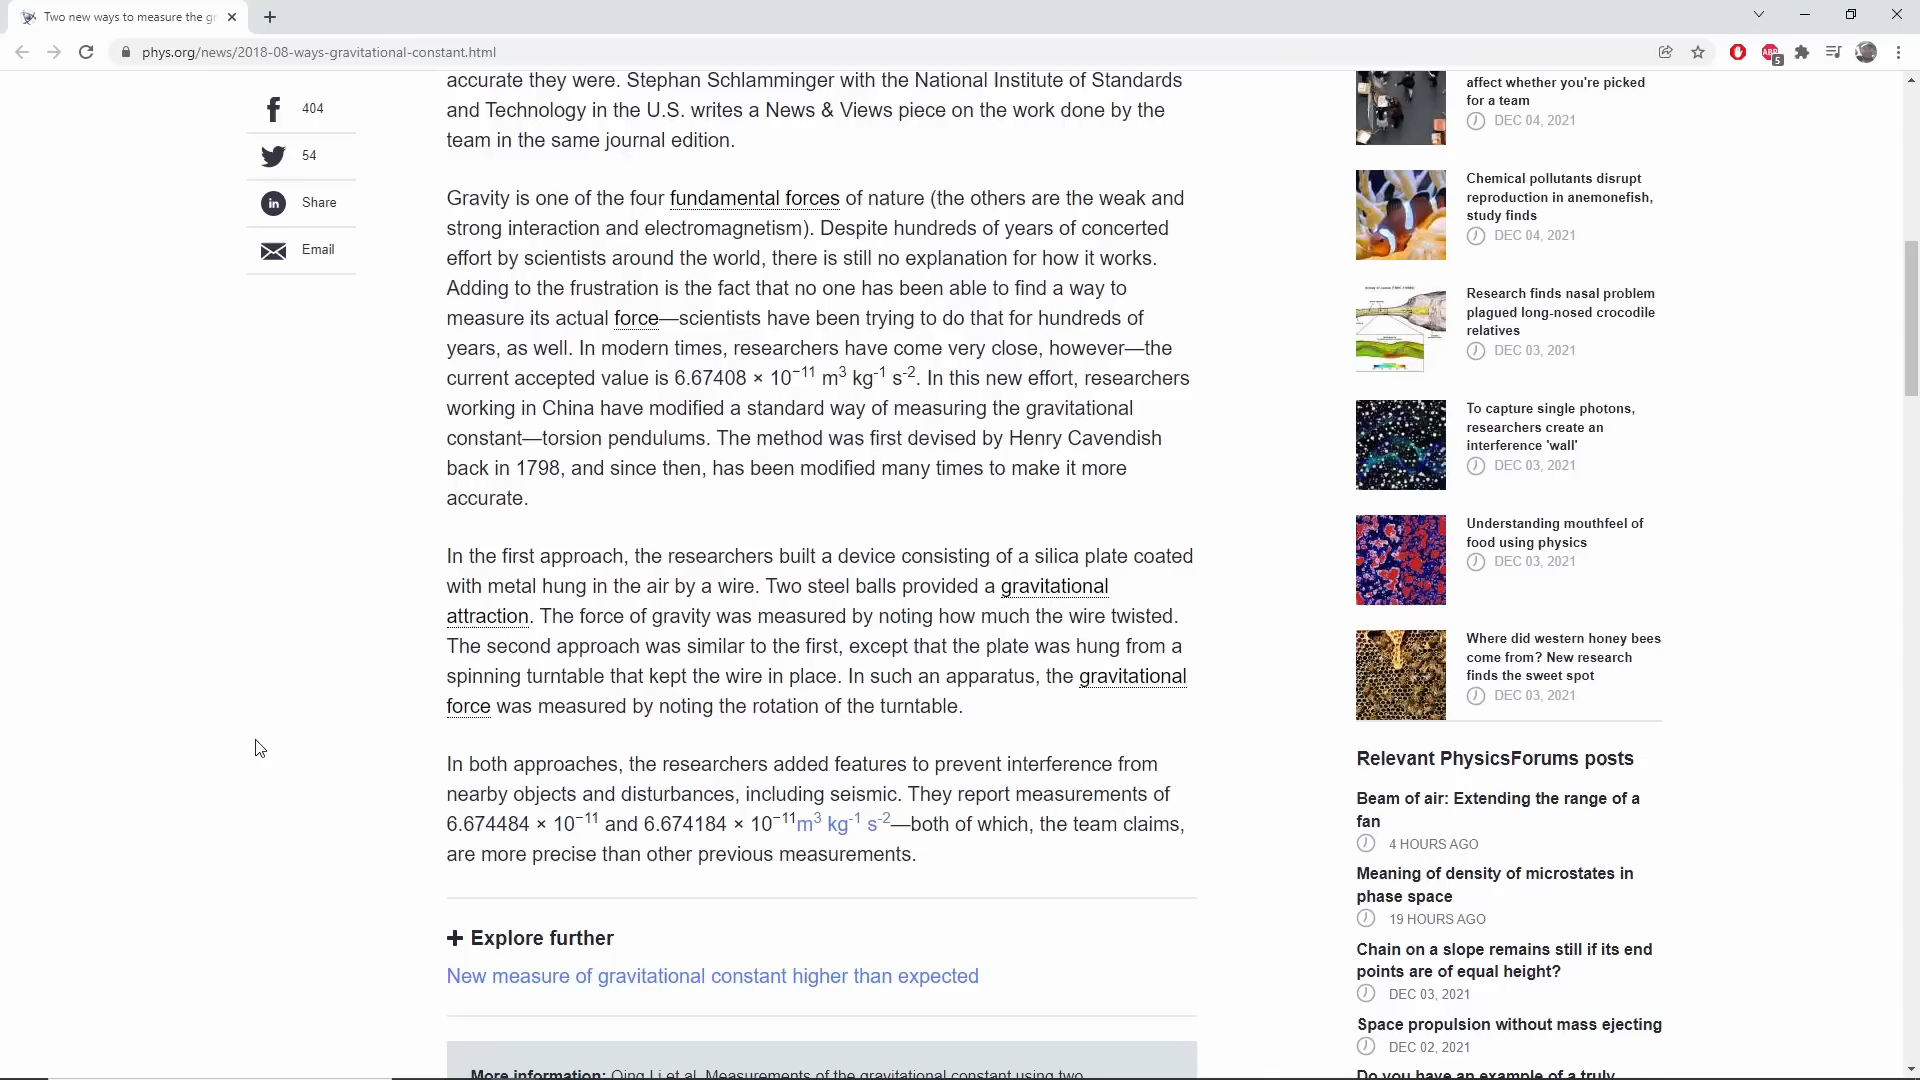 Two new ways to measure the gr
phys.org/news/2018-08-ways-gravitational-constant.html
ABP
5
404
54
in
Share
Email
accurate they were. Stephan Schlamminger with the National Institute of Standards
and Technology in the U.S. writes a News & Views piece on the work done by the
team in the same journal edition.
Gravity is one of the four fundamental forces of nature (the others are the weak and
strong interaction and electromagnetism). Despite hundreds of years of concerted
effort by scientists around the world, there is still no explanation for how it works.
Adding to the frustration is the fact that no one has been able to find a way to
measure its actual force—scientists have been trying to do that for hundreds of
years, as well. In modern times, researchers have come very close, however—the
current accepted value is 6.67408 × 10⁻¹¹ m³ kg⁻¹ s⁻². In this new effort, researchers
working in China have modified a standard way of measuring the gravitational
constant—torsion pendulums. The method was first devised by Henry Cavendish
back in 1798, and since then, has been modified many times to make it more
accurate.
In the first approach, the researchers built a device consisting of a silica plate coated
with metal hung in the air by a wire. Two steel balls provided a gravitational
attraction. The force of gravity was measured by noting how much the wire twisted.
The second approach was similar to the first, except that the plate was hung from a
spinning turntable that kept the wire in place. In such an apparatus, the gravitational
force was measured by noting the rotation of the turntable.
In both approaches, the researchers added features to prevent interference from
nearby objects and disturbances, including seismic. They report measurements of
6.674484 × 10⁻¹¹ and 6.674184 × 10⁻¹¹m³ kg⁻¹ s⁻²—both of which, the team claims,
are more precise than other previous measurements.
Explore further
New measure of gravitational constant higher than expected
More information: Qing Li et al. Measurements of the gravitational constant using two
affect whether you're picked
for a team
DEC 04, 2021
Chemical pollutants disrupt
reproduction in anemonefish,
study finds
DEC 04, 2021
Research finds nasal problem
plagued long-nosed crocodile
relatives
DEC 03, 2021
To capture single photons,
researchers create an
interference 'wall'
DEC 03, 2021
Understanding mouthfeel of
food using physics
DEC 03, 2021
Where did western honey bees
come from? New research
finds the sweet spot
DEC 03, 2021
Relevant PhysicsForums posts
Beam of air: Extending the range of a
fan
4 HOURS AGO
Meaning of density of microstates in
phase space
19 HOURS AGO
Chain on a slope remains still if its end
points are of equal height?
DEC 03, 2021
Space propulsion without mass ejecting
DEC 02, 2021
Do you have an example of a truly